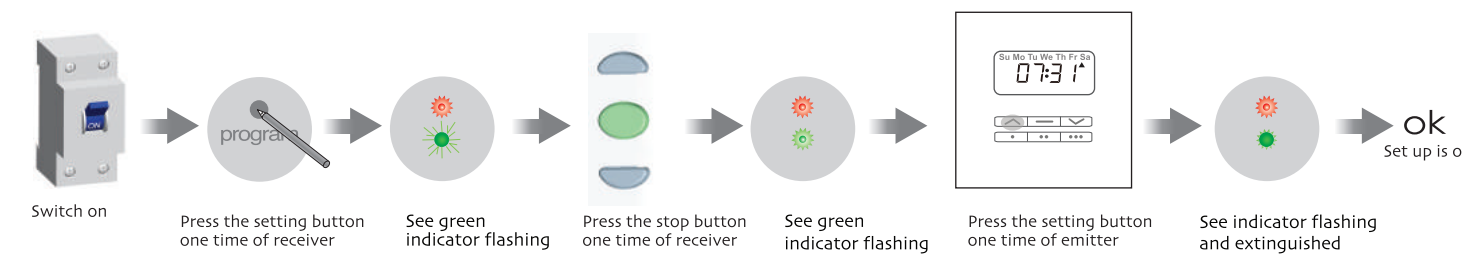 ON
Switch on
program
Press the setting button
one time of receiver
See green
indicator flashing
Press the stop button
one time of receiver
See green
indicator flashing
Su Mo Tu We Th Fr Sa
07:31
Press the setting button
one time of emitter
See indicator flashing
and extinguished
ok
Set up is o